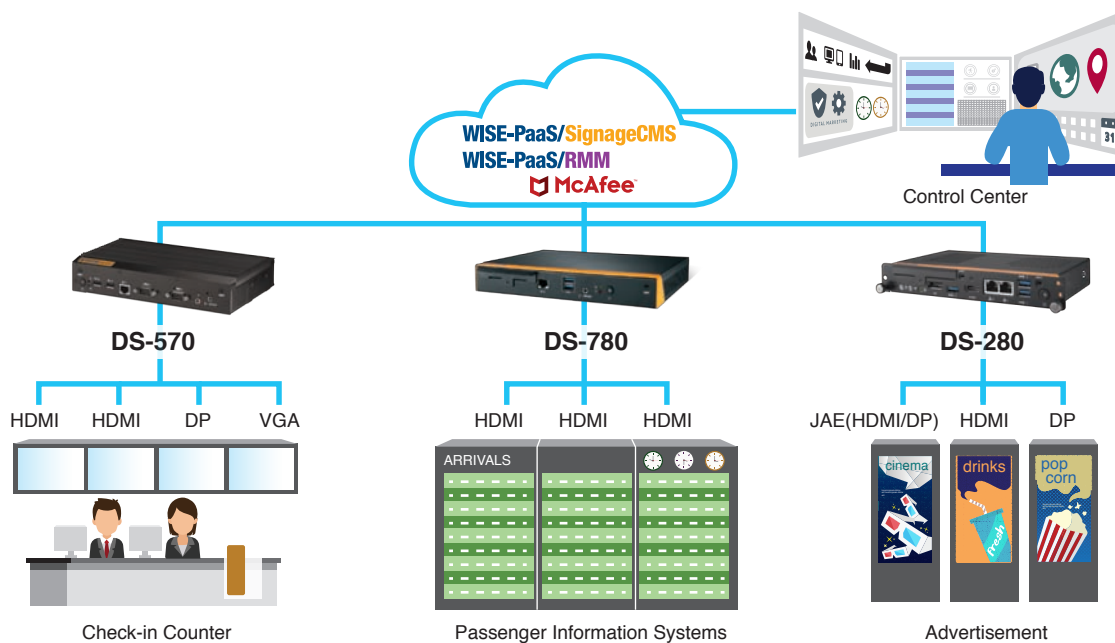 WISE-PaaS/SignageCMS
WISE-PaaS/RMM
McAfee™
DIGITAL MARKETING
31
Control Center
DS-570
DS-780
DS-280
HDMI HDMI DP VGA
HDMI HDMI HDMI
JAE(HDMI/DP) HDMI DP
ARRIVALS
cinema
drinks
fresh
pop
corn
Check-in Counter
Passenger Information Systems
Advertisement